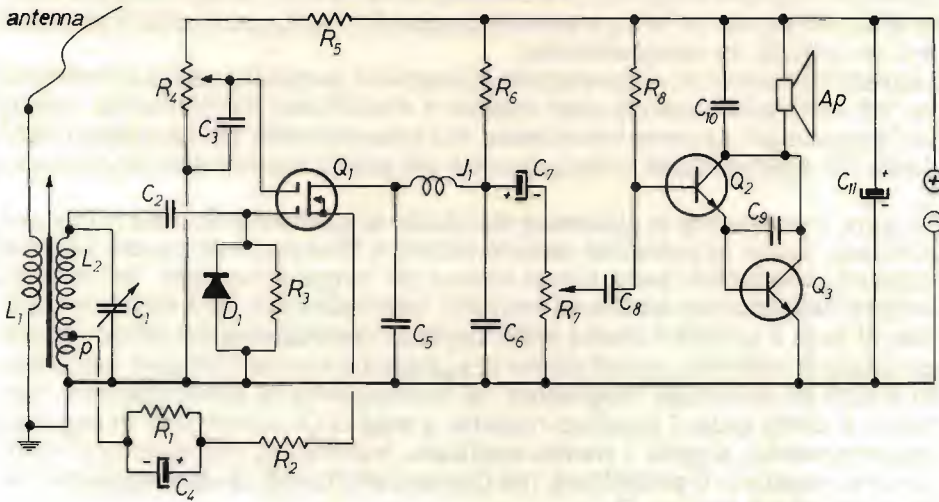 antenna
R5
R4
R6
R8
C10
Ap
C3
Q1
J1
C7
+ -
Q2
C11
+
-
+
-
C2
L2
C9
L1
C1
D1
R3
R7
C8
Q3
p
C5
C6
R1
R2
- +
C4